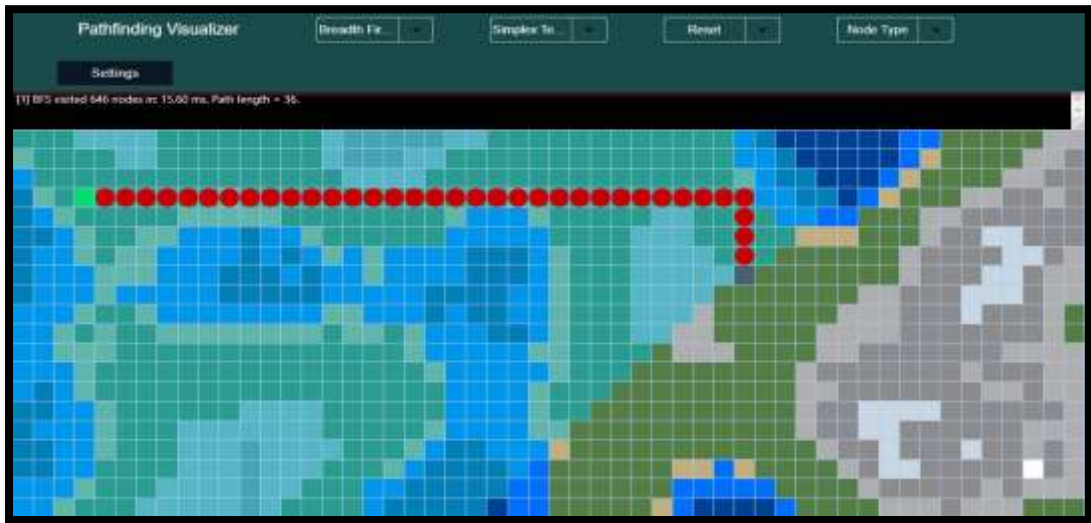 Pathfinding Visualizer
Breadth Fir...
Simplex Te...
Reset
Node Type
Settings
[1] BFS visited 646 nodes in: 15.60 ms. Path length = 36.